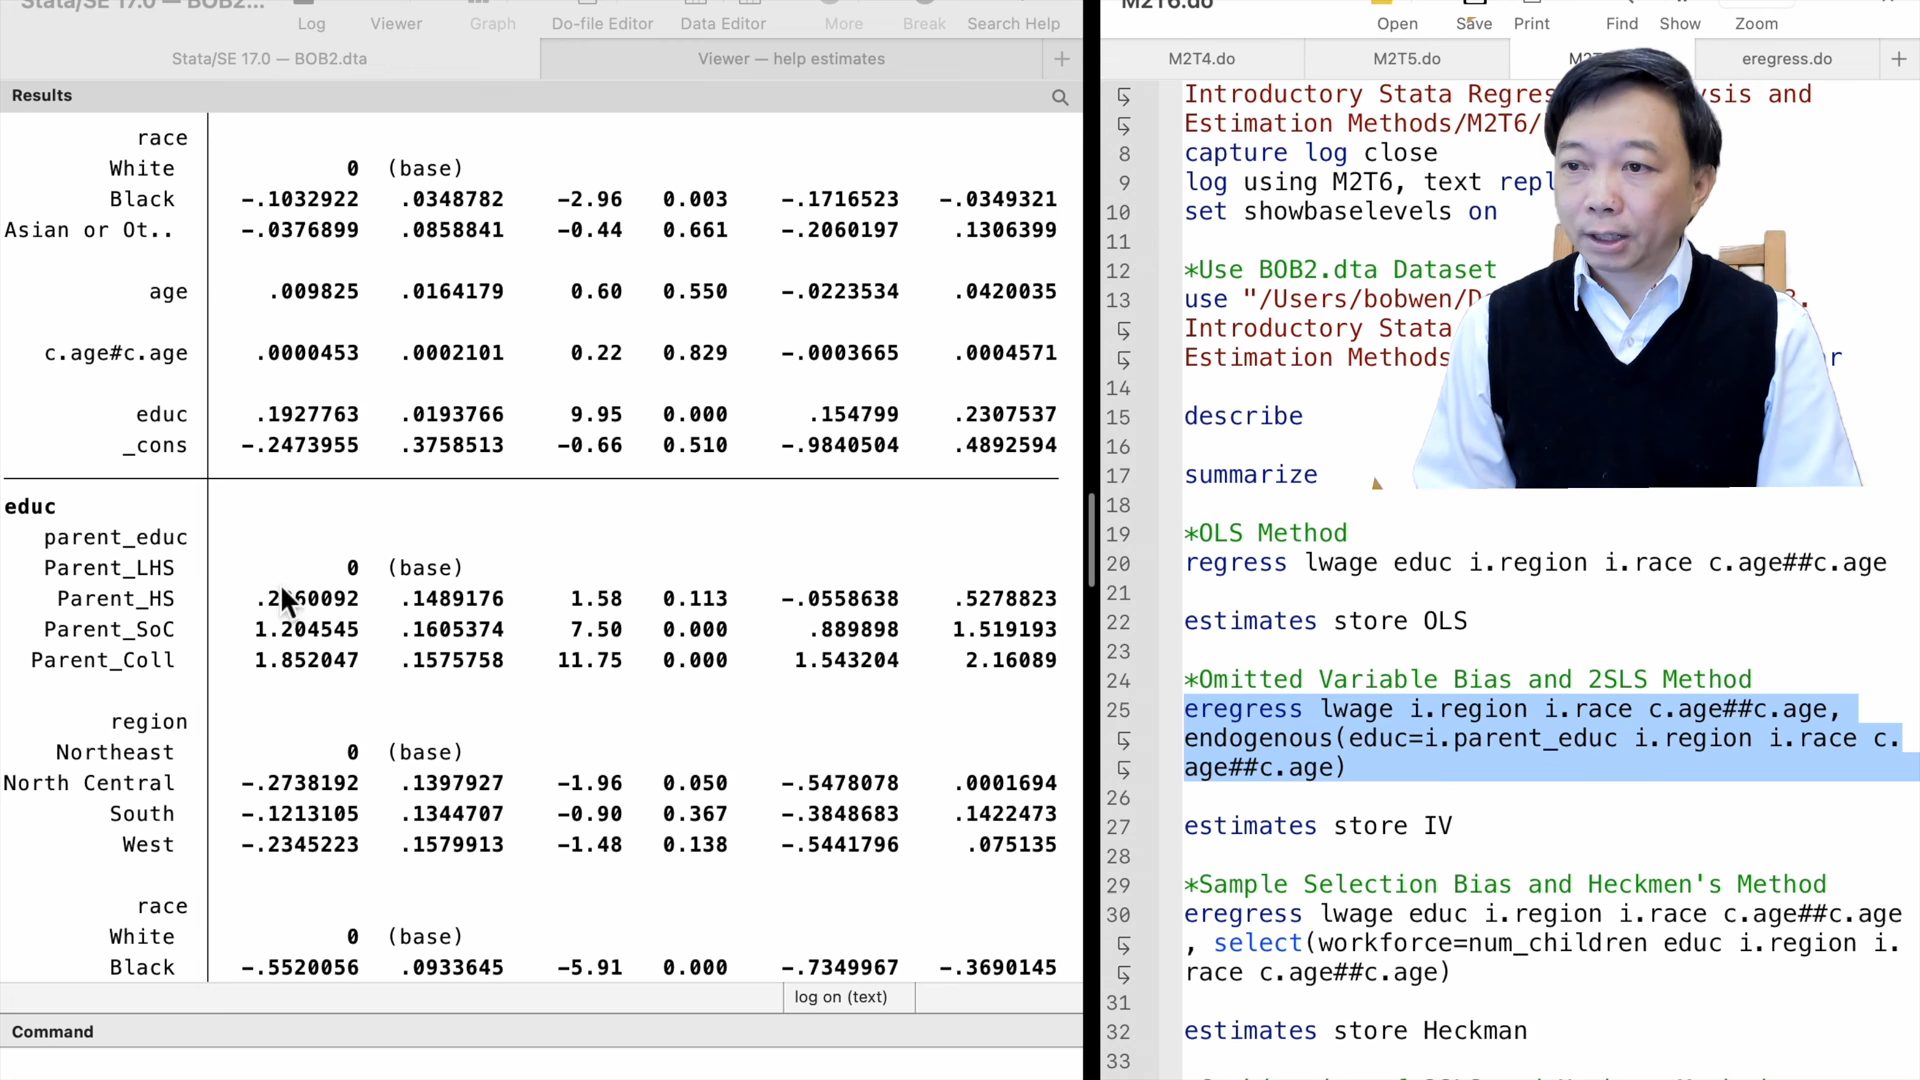 Stata/SE 17.0 — BOB2...
Log Viewer Graph Do-file Editor Data Editor More Break Search Help
Stata/SE 17.0 — BOB2.dta
Viewer — help estimates
Results
race
White 0 (base)
Black -.1032922 .0348782 -2.96 0.003 -.1716523 -.0349321
Asian or Ot.. -.0376899 .0858841 -0.44 0.661 -.2060197 .1306399
age .009825 .0164179 0.60 0.550 -.0223534 .0420035
c.age#c.age .0000453 .0002101 0.22 0.829 -.0003665 .0004571
educ .1927763 .0193766 9.95 0.000 .154799 .2307537
_cons -.2473955 .3758513 -0.66 0.510 -.9840504 .4892594
educ
parent_educ
Parent_LHS 0 (base)
Parent_HS .1489176 1.58 0.113 -.0558638 .5278823
Parent_SoC 1.204545 .1605374 7.50 0.000 .889898 1.519193
Parent_Coll 1.852047 .1575758 11.75 0.000 1.543204 2.16089
region
Northeast 0 (base)
North Central -.2738192 .1397927 -1.96 0.050 -.5478078 .0001694
South -.1213105 .1344707 -0.90 0.367 -.3848683 .1422473
West -.2345223 .1579913 -1.48 0.138 -.5441796 .075135
race
White 0 (base)
Black -.5520056 .0933645 -5.91 0.000 -.7349967 -.3690145
log on (text)
Command
M2T6.do
Open Save Print Find Show Zoom
M2T4.do M2T5.do eregress.do
Introductory Stata
Estimation Methods/M2T6/
8 capture log close
9 log using M2T6, text
10 set showbaselevels on
11
12 *Use BOB2.dta Dataset
13 use
Introductory Stata
Estimation Methods
14
15 describe
16
17 summarize
18
19 *OLS Method
20 regress lwage educ i.region i.race c.age##c.age
21
22 estimates store OLS
23
24 *Omitted Variable Bias and 2SLS Method
25 eregress lwage i.region i.race c.age##c.age,
endogenous(educ=i.parent_educ i.region i.race c.
age##c.age)
26
27 estimates store IV
28
29 *Sample Selection Bias and Heckmen's Method
30 eregress lwage educ i.region i.race c.age##c.age
, select(workforce=num_children educ i.region i.
race c.age##c.age)
31
32 estimates store Heckman
33